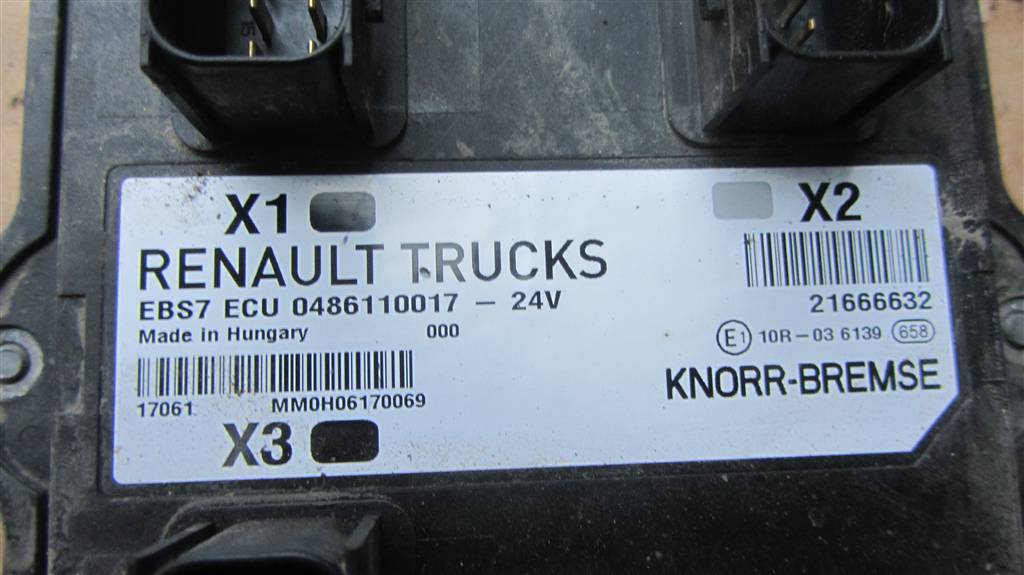 15
X1
X2
RENAULT TRUCKS
EBS7 ECU 0486110017 – 24V
21666632
Made in Hungary 000
E1 10R–03 6139 658
KNORR-BREMSE
17061 MM0H06170069
X3